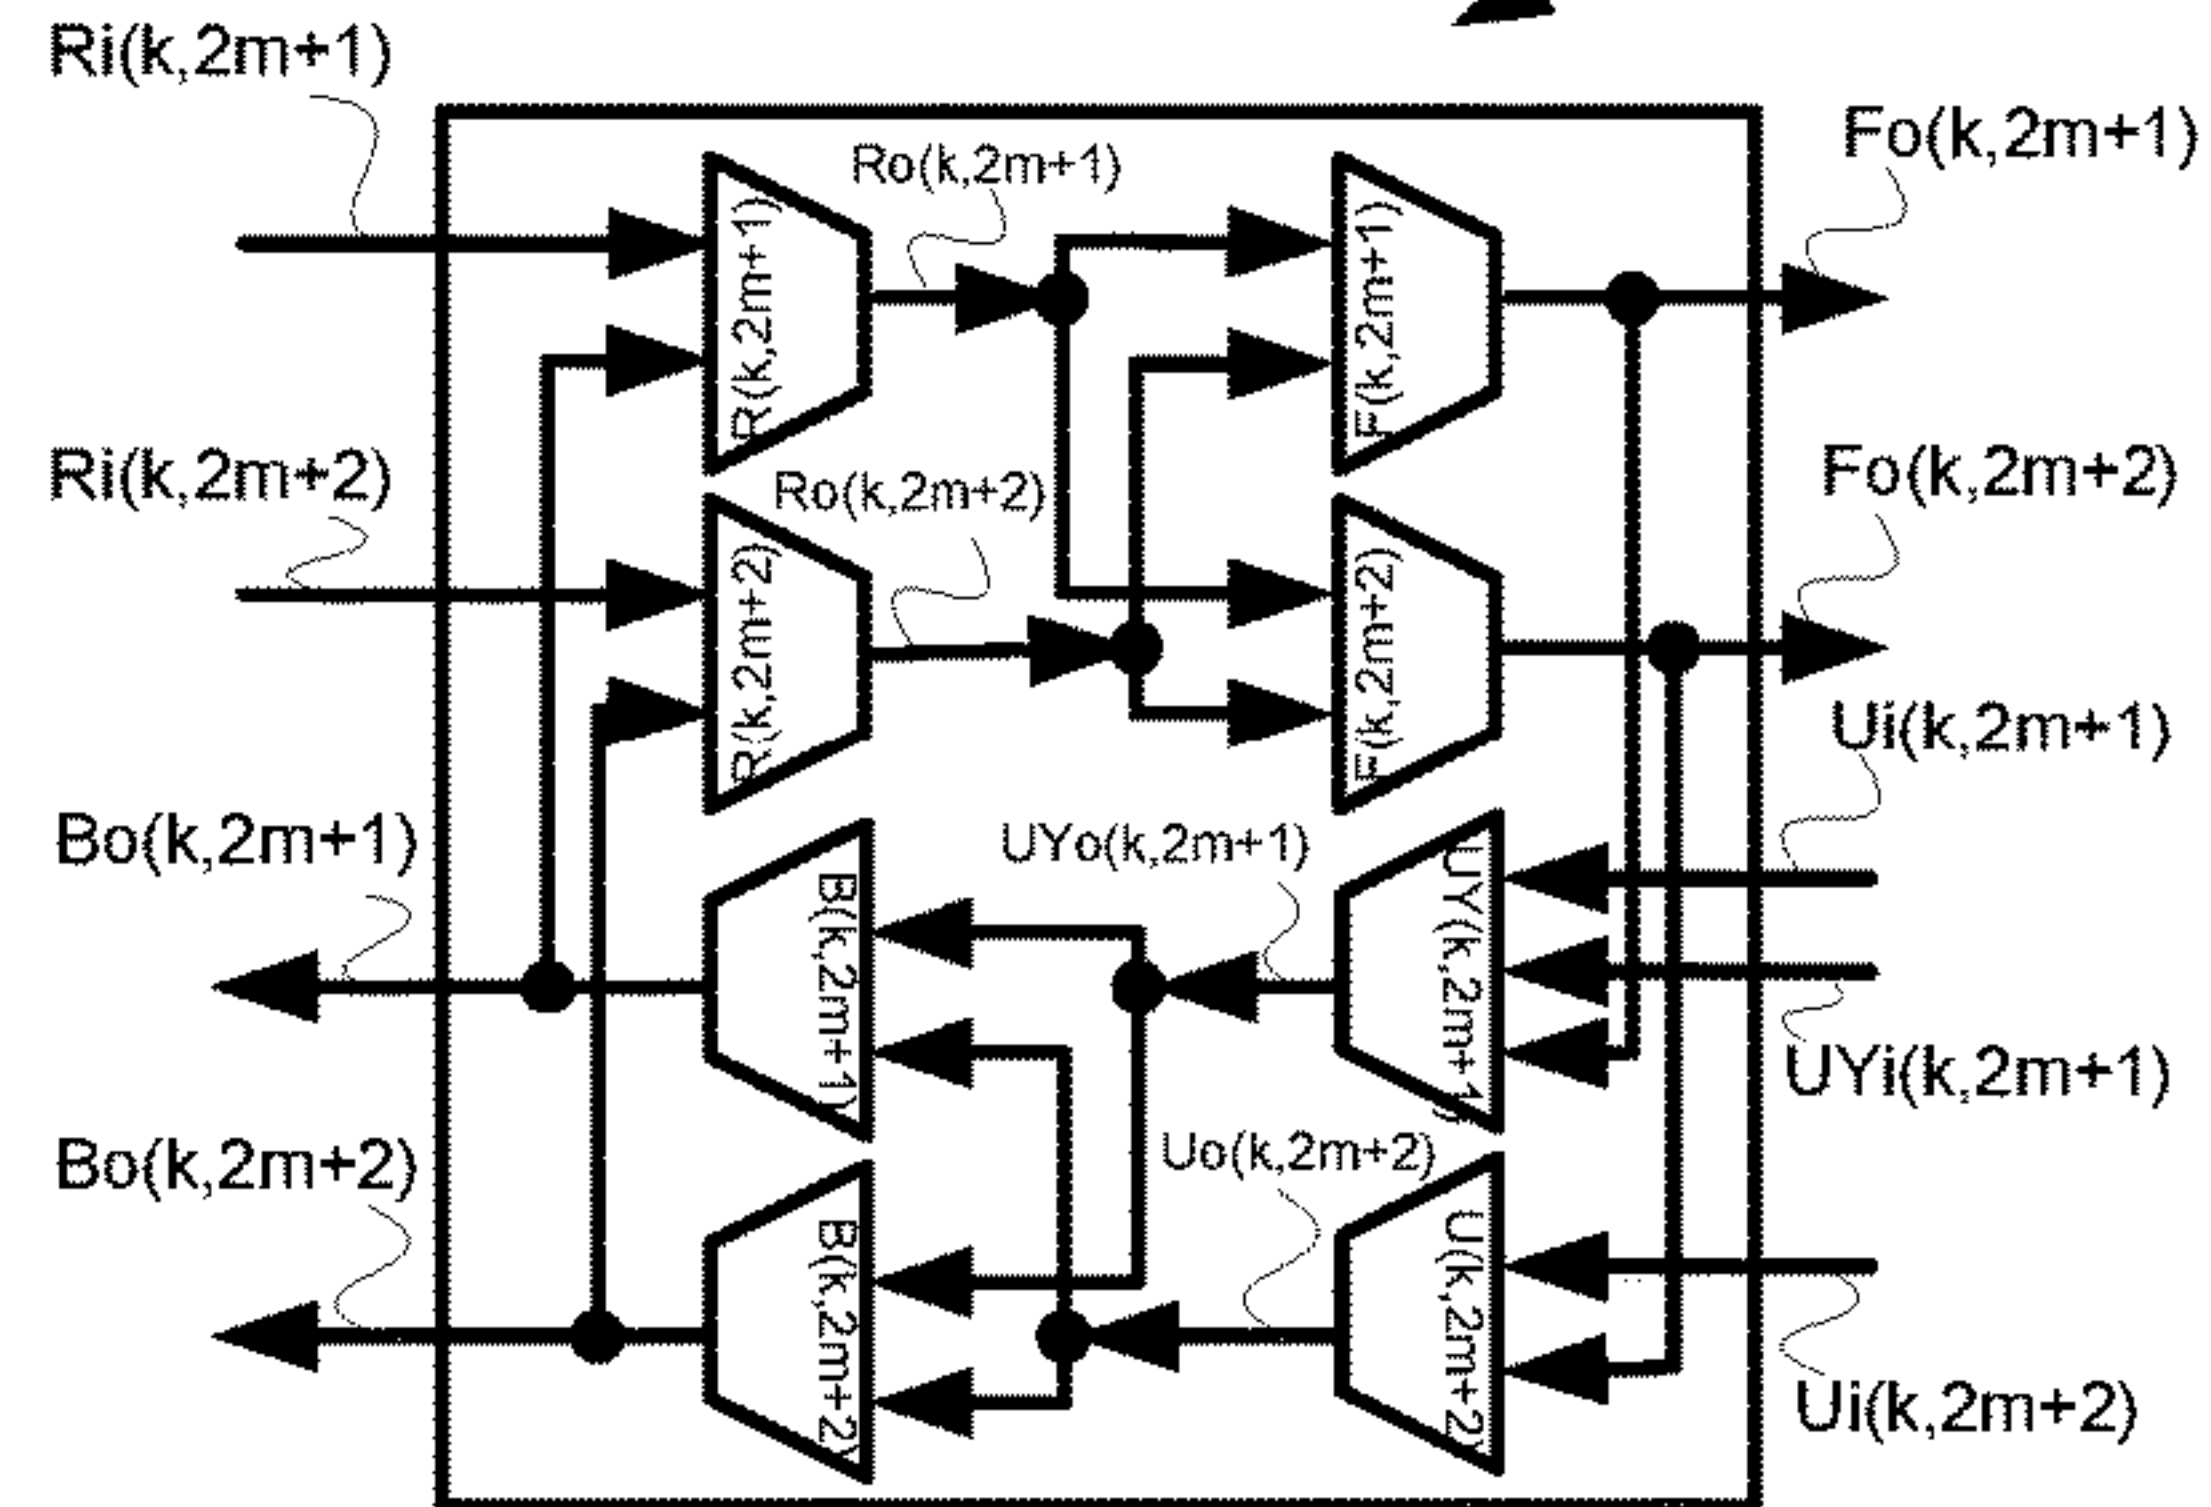 Ri(k,2m+1)
Fo(k,2m+1)
Ro(k,2m+1)
R(k,2m+1)
F(k,2m+1)
Ri(k,2m+2)
Ro(k,2m+2)
Fo(k,2m+2)
R(k,2m+2)
F(k,2m+2)
Ui(k,2m+1)
Bo(k,2m+1)
UYo(k,2m+1)
B(k,2m+1)
UY(k,2m+1)
UYi(k,2m+1)
Bo(k,2m+2)
Uo(k,2m+2)
B(k,2m+2)
U(k,2m+2)
Ui(k,2m+2)